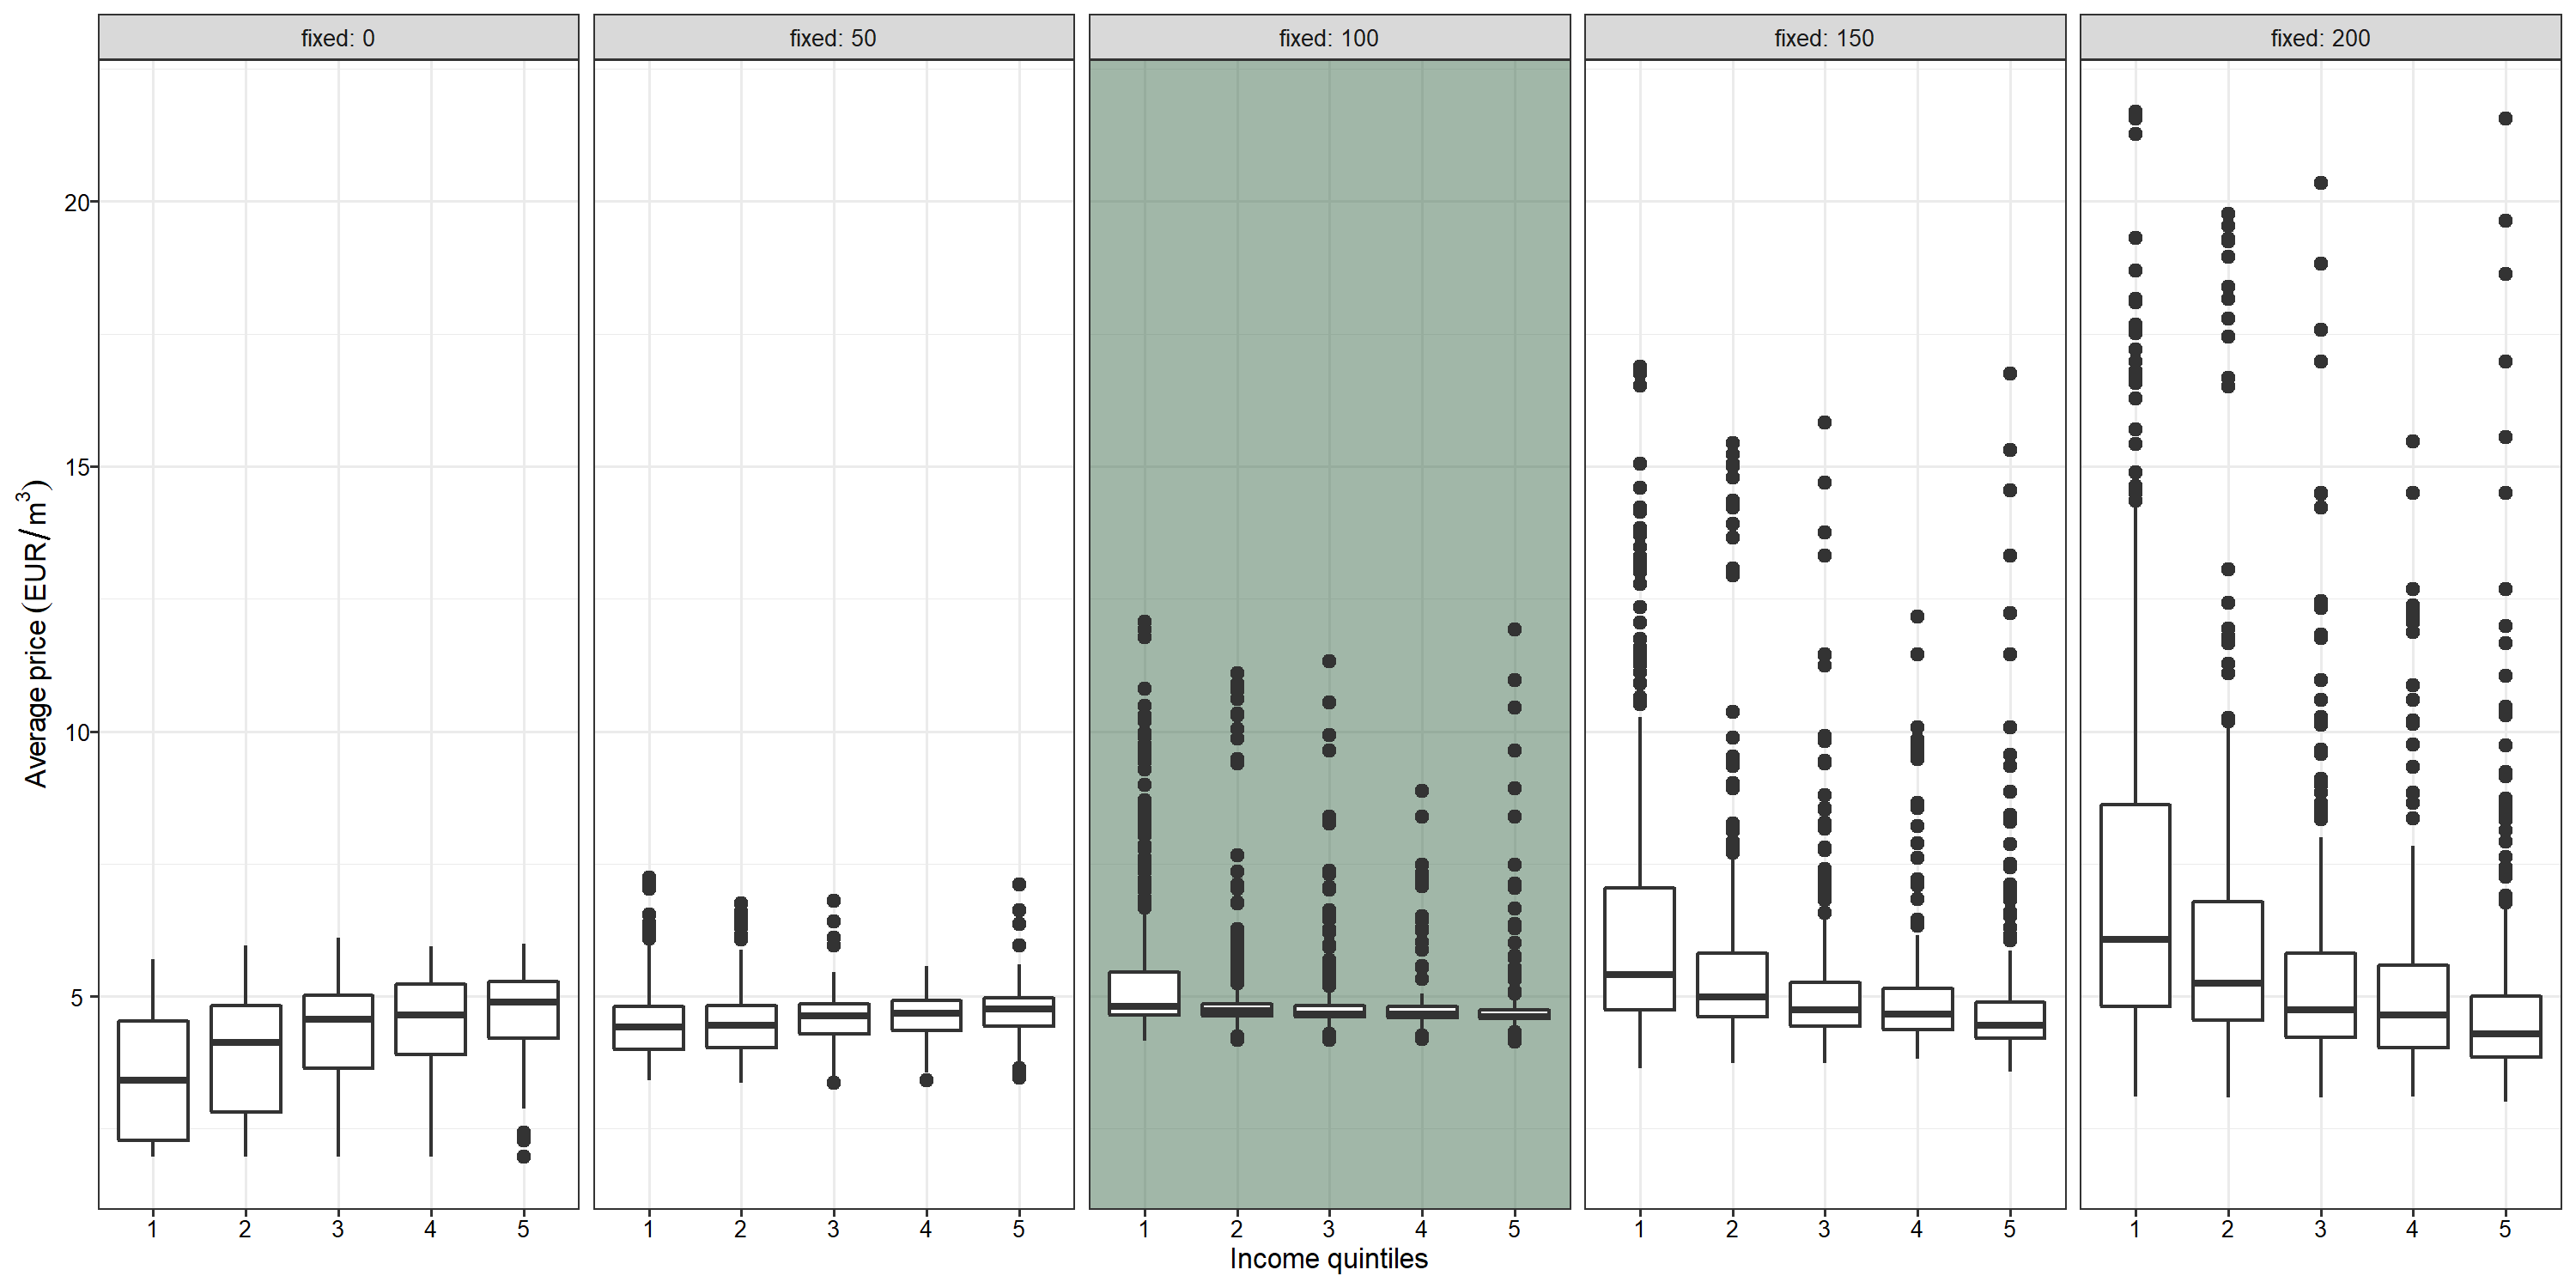 fixed: 0 fixed: 50 fixed: 100 fixed: 150 fixed: 200
Average price (EUR/m³)
20
15
10
5
1 2 3 4 5 1 2 3 4 5 1 2 3 4 5 1 2 3 4 5 1 2 3 4 5
Income quintiles